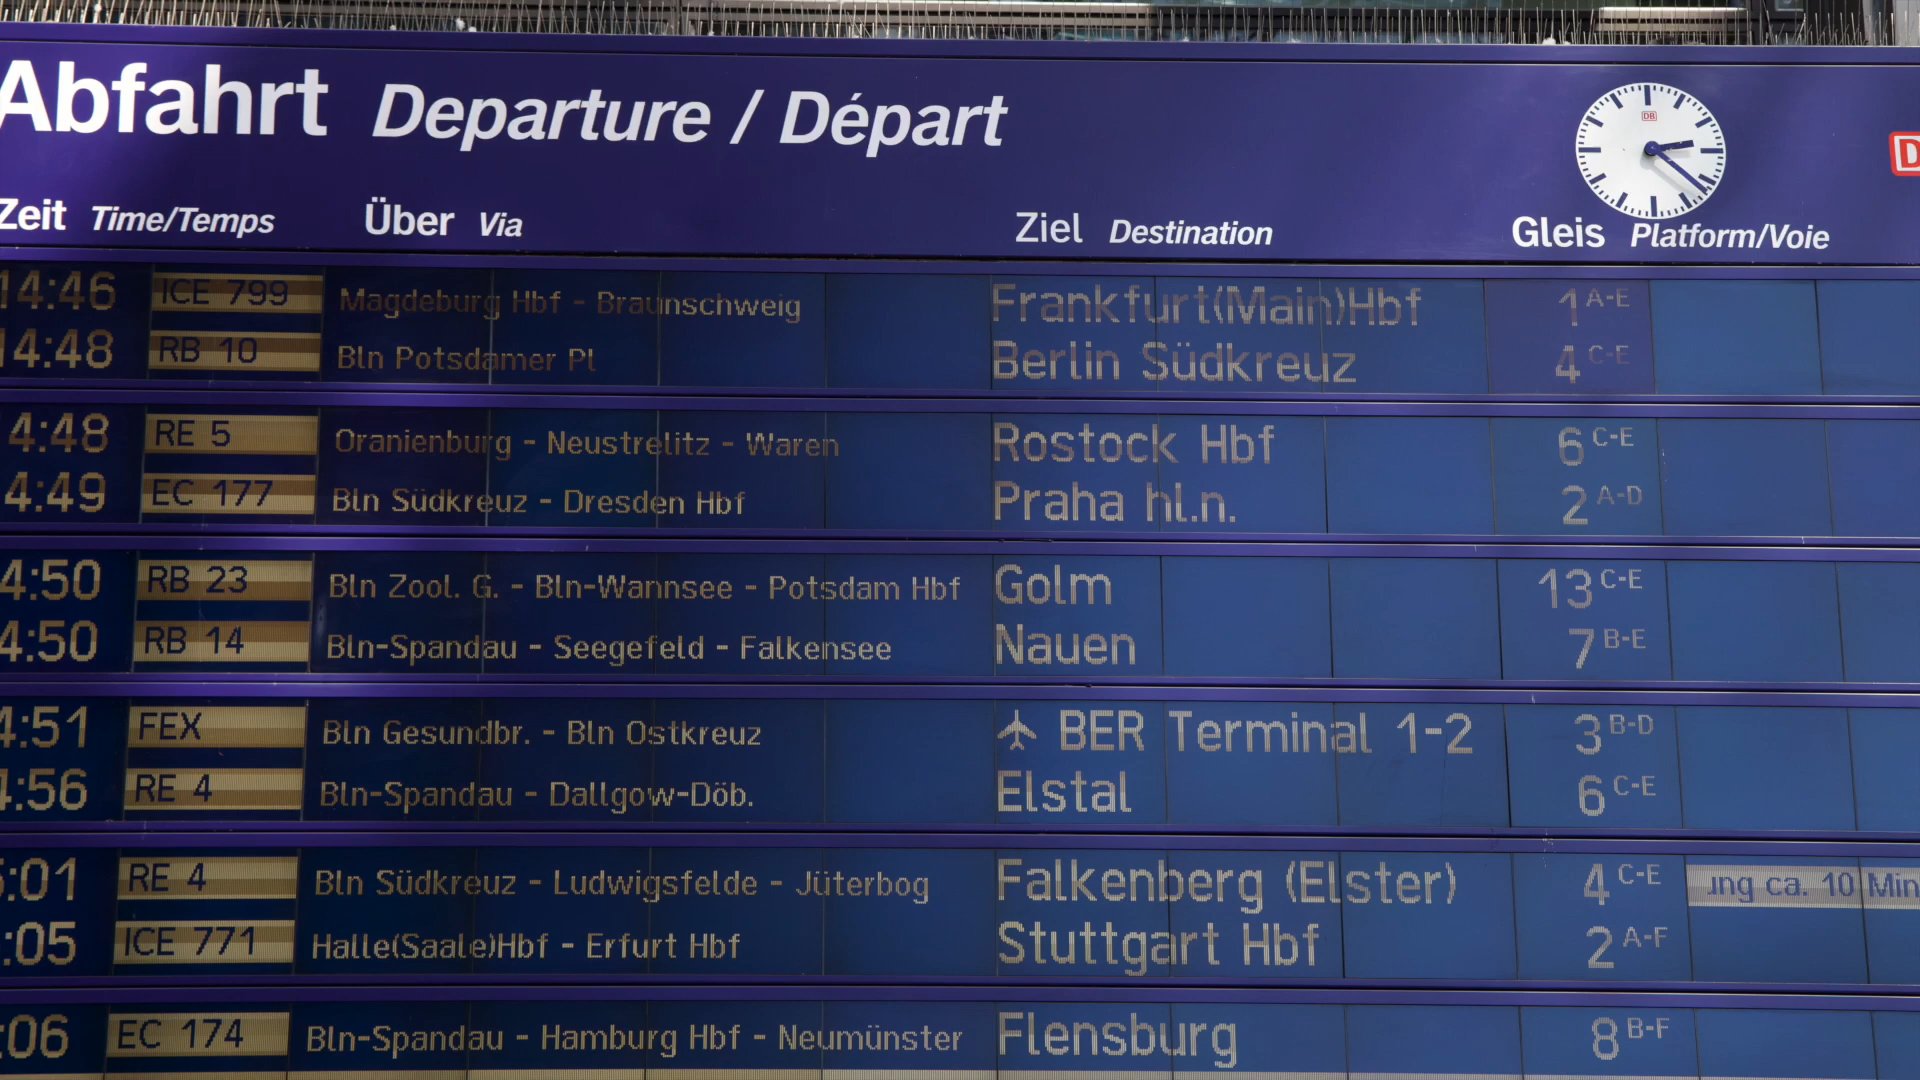 Abfahrt Departure / Départ
DB
Zeit Time/Temps Über Via Ziel Destination Gleis Platform/Voie
14:46 ICE 799 Magdeburg Hbf - Braunschweig Frankfurt(Main)Hbf 1 A-E
14:48 RB 10 Bln Potsdamer Pl Berlin Südkreuz 4 C-E
4:48 RE 5 Oranienburg - Neustrelitz - Waren Rostock Hbf 6 C-E
4:49 EC 177 Bln Südkreuz - Dresden Hbf Praha hl.n. 2 A-D
4:50 RB 23 Bln Zool. G. - Bln-Wannsee - Potsdam Hbf Golm 13 C-E
4:50 RB 14 Bln-Spandau - Seegefeld - Falkensee Nauen 7 B-E
4:51 FEX Bln Gesundbr. - Bln Ostkreuz BER Terminal 1-2 3 B-D
4:56 RE 4 Bln-Spandau - Dallgow-Döb. Elstal 6 C-E
:01 RE 4 Bln Südkreuz - Ludwigsfelde - Jüterbog Falkenberg (Elster) 4 C-E ung ca. 10 Min
:05 ICE 771 Halle(Saale)Hbf - Erfurt Hbf Stuttgart Hbf 2 A-F
:06 EC 174 Bln-Spandau - Hamburg Hbf - Neumünster Flensburg 8 B-F